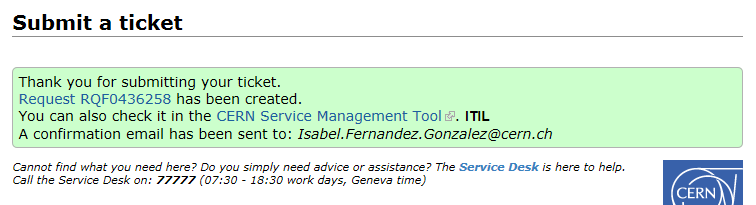 Submit a ticket
Thank you for submitting your ticket.
Request RQF0436258 has been created.
You can also check it in the CERN Service Management Tool. ITIL
A confirmation email has been sent to: Isabel.Fernandez.Gonzalez@cern.ch
Cannot find what you need here? Do you simply need advice or assistance? The Service Desk is here to help.
Call the Service Desk on: 77777 (07:30 - 18:30 work days, Geneva time)
CERN